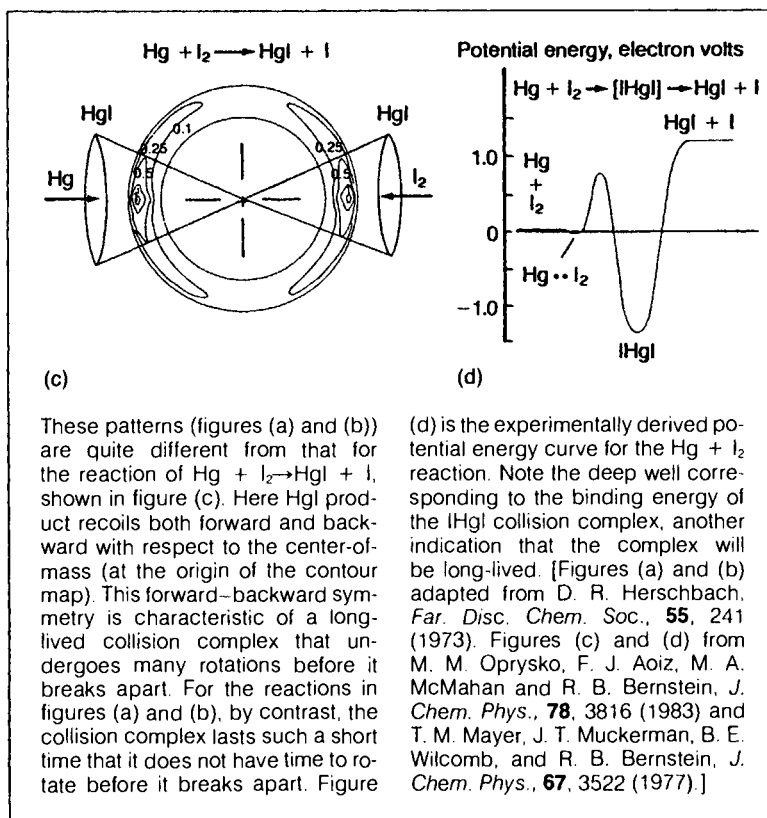 Hg + I₂ → HgI + I
HgI
HgI
0.1
0.25
0.25
0.5
0.5
Hg
I₂
(c)
Potential energy, electron volts
Hg + I₂ → [IHgI] → HgI + I
HgI + I
1.0
Hg
+
I₂
0
Hg •• I₂
−1.0
IHgI
(d)
These patterns (figures (a) and (b))
are quite different from that for
the reaction of Hg + I₂→HgI + I,
shown in figure (c). Here HgI prod-
uct recoils both forward and back-
ward with respect to the center-of-
mass (at the origin of the contour
map). This forward–backward sym-
metry is characteristic of a long-
lived collision complex that un-
dergoes many rotations before it
breaks apart. For the reactions in
figures (a) and (b), by contrast, the
collision complex lasts such a short
time that it does not have time to ro-
tate before it breaks apart. Figure
(d) is the experimentally derived po-
tential energy curve for the Hg + I₂
reaction. Note the deep well corre-
sponding to the binding energy of
the IHgI collision complex, another
indication that the complex will
be long-lived. [Figures (a) and (b)
adapted from D. R. Herschbach,
Far. Disc. Chem. Soc., 55, 241
(1973). Figures (c) and (d) from
M. M. Oprysko, F. J. Aoiz, M. A.
McMahan and R. B. Bernstein, J.
Chem. Phys., 78, 3816 (1983) and
T. M. Mayer, J. T. Muckerman, B. E.
Wilcomb, and R. B. Bernstein, J.
Chem. Phys., 67, 3522 (1977).]